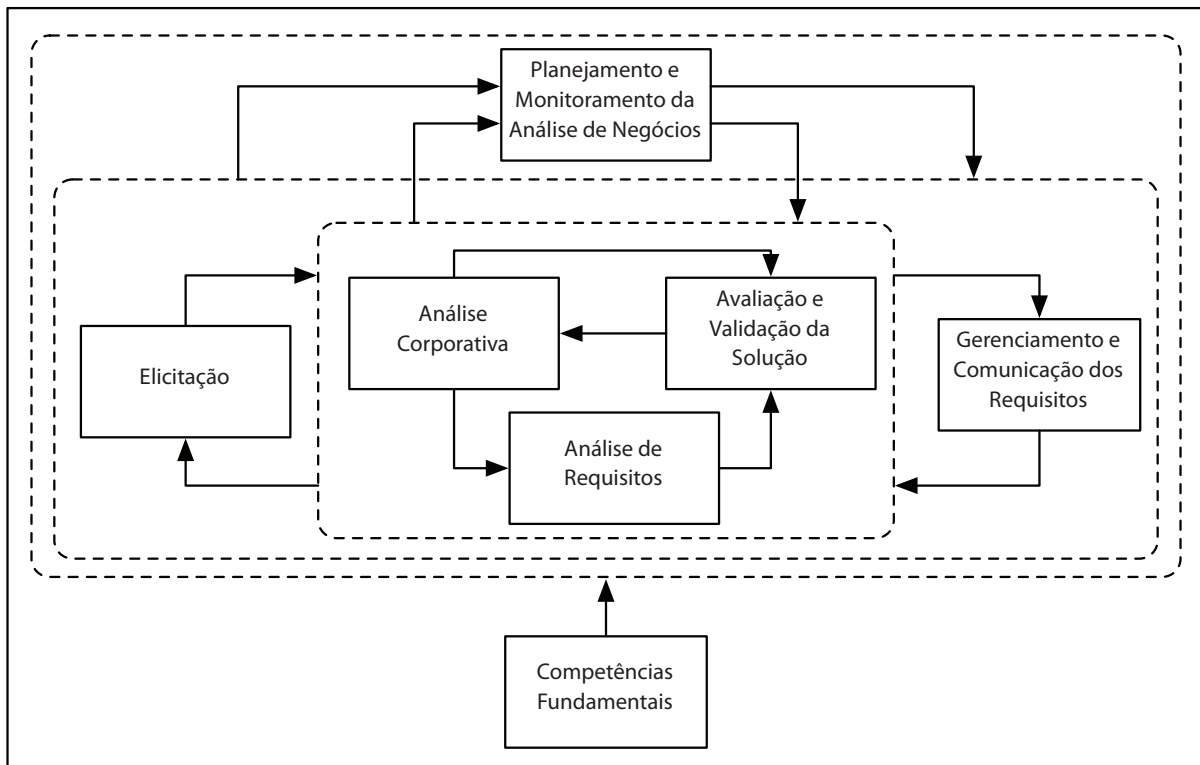 Planejamento e
Monitoramento da
Análise de Negócios
Análise
Corporativa
Avaliação e
Validação da
Solução
Elicitação
Gerenciamento e
Comunicação dos
Requisitos
Análise de
Requisitos
Competências
Fundamentais